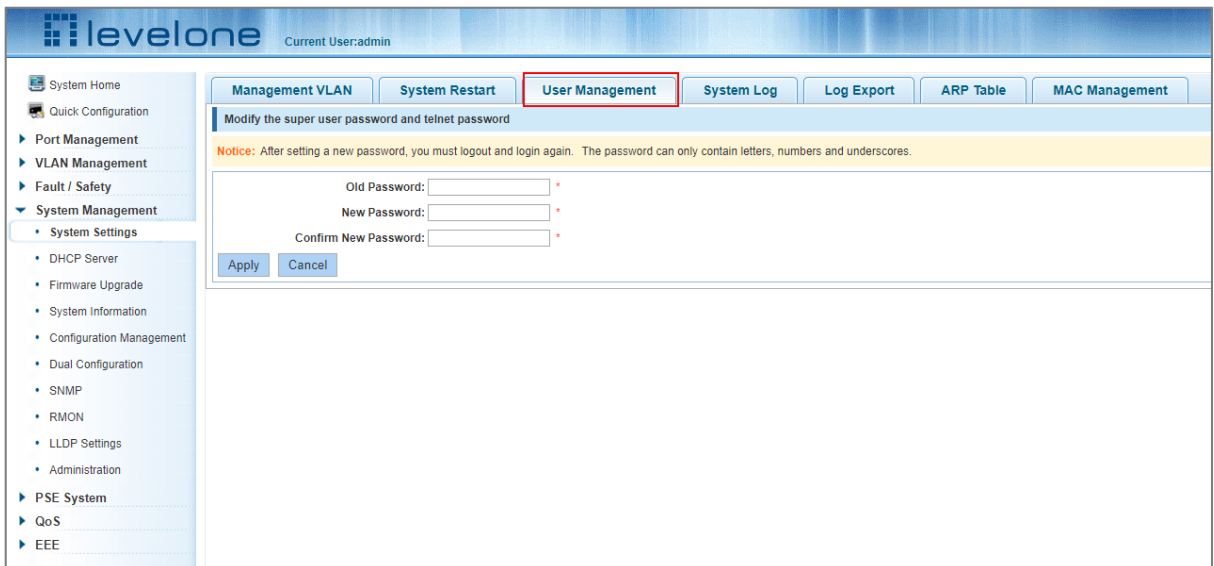 levelone Current User:admin
System Home
Quick Configuration
Port Management
VLAN Management
Fault / Safety
System Management
• System Settings
• DHCP Server
• Firmware Upgrade
• System Information
• Configuration Management
• Dual Configuration
• SNMP
• RMON
• LLDP Settings
• Administration
PSE System
QoS
EEE
Management VLAN System Restart User Management System Log Log Export ARP Table MAC Management
Modify the super user password and telnet password
Notice: After setting a new password, you must logout and login again. The password can only contain letters, numbers and underscores.
Old Password: *
New Password: *
Confirm New Password: *
Apply Cancel